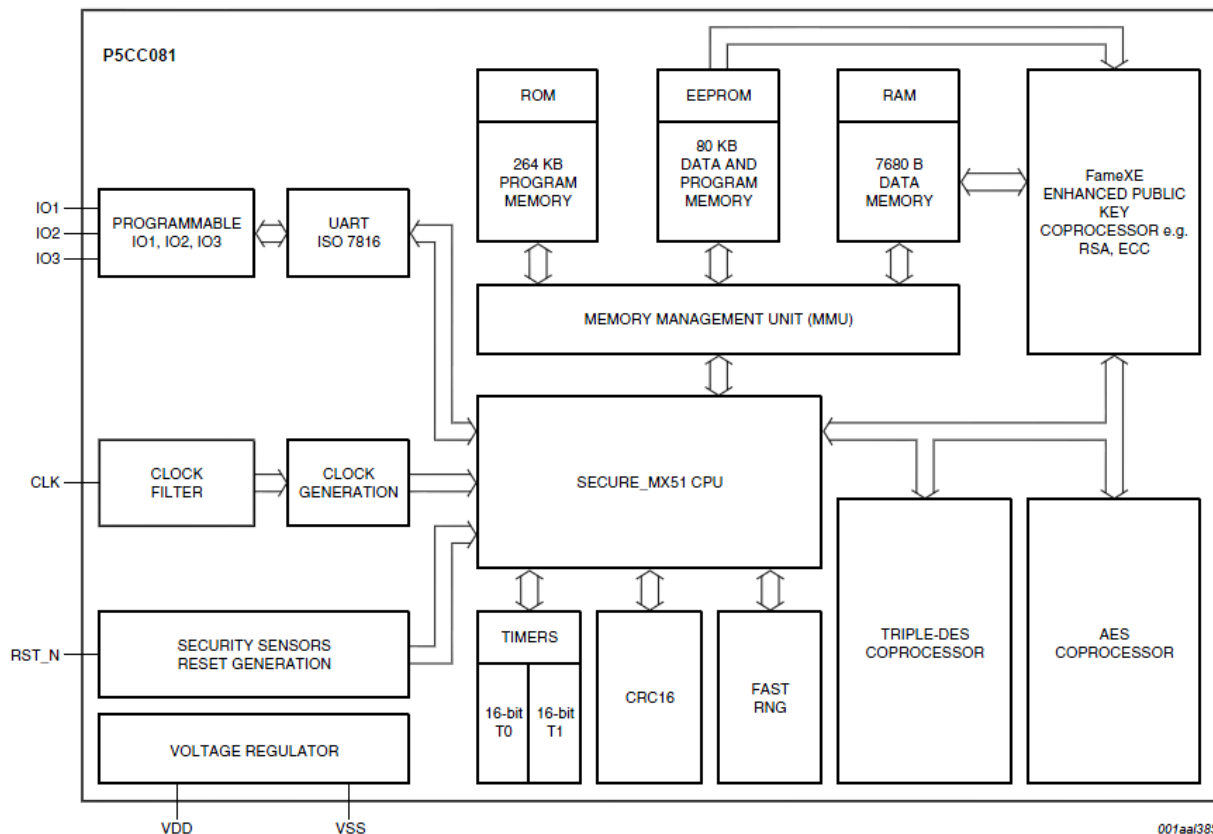 P5CC081
ROM
264 KB
PROGRAM
MEMORY
EEPROM
80 KB
DATA AND
PROGRAM
MEMORY
RAM
7680 B
DATA
MEMORY
FameXE
ENHANCED PUBLIC
KEY
COPROCESSOR e.g.
RSA, ECC
IO1
IO2
IO3
PROGRAMMABLE
IO1, IO2, IO3
UART
ISO 7816
MEMORY MANAGEMENT UNIT (MMU)
CLK
CLOCK
FILTER
CLOCK
GENERATION
SECURE_MX51 CPU
RST_N
SECURITY SENSORS
RESET GENERATION
TIMERS
16-bit
T0
16-bit
T1
CRC16
FAST
RNG
TRIPLE-DES
COPROCESSOR
AES
COPROCESSOR
VOLTAGE REGULATOR
VDD
VSS